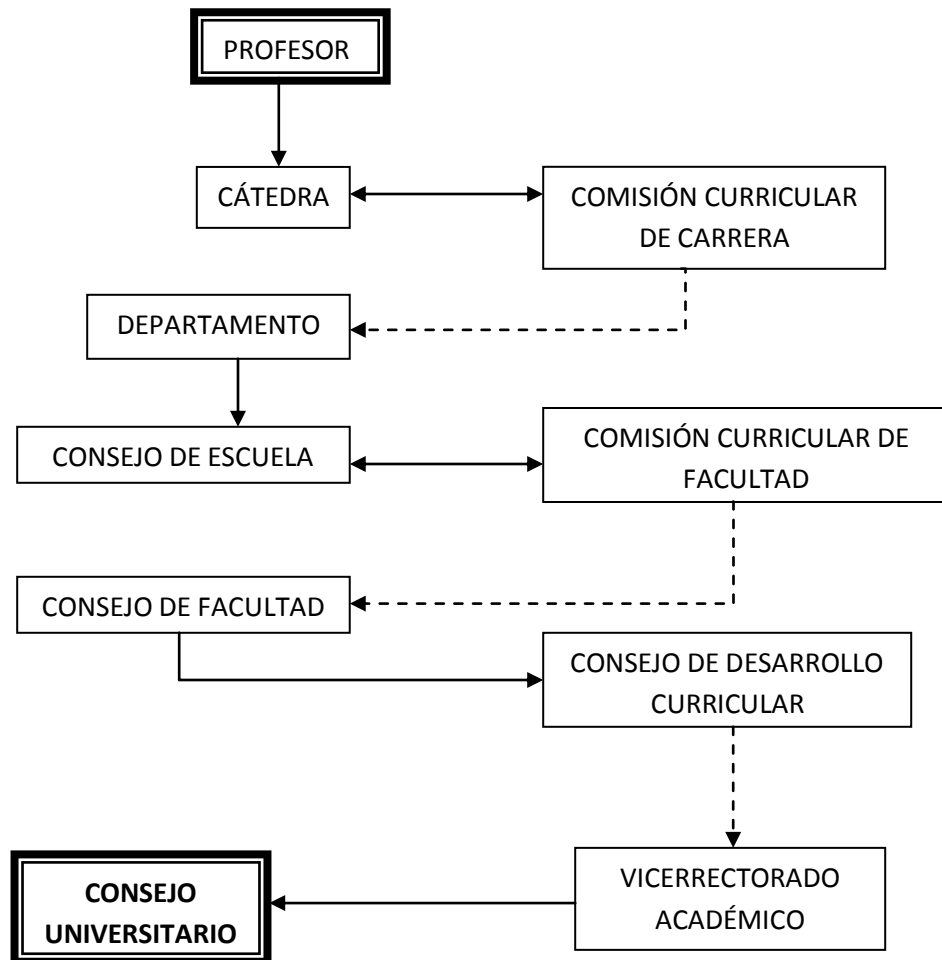 PROFESOR
CÁTEDRA
COMISIÓN CURRICULAR
DE CARRERA
DEPARTAMENTO
CONSEJO DE ESCUELA
COMISIÓN CURRICULAR DE
FACULTAD
CONSEJO DE FACULTAD
CONSEJO DE DESARROLLO
CURRICULAR
VICERRECTORADO
ACADÉMICO
CONSEJO
UNIVERSITARIO